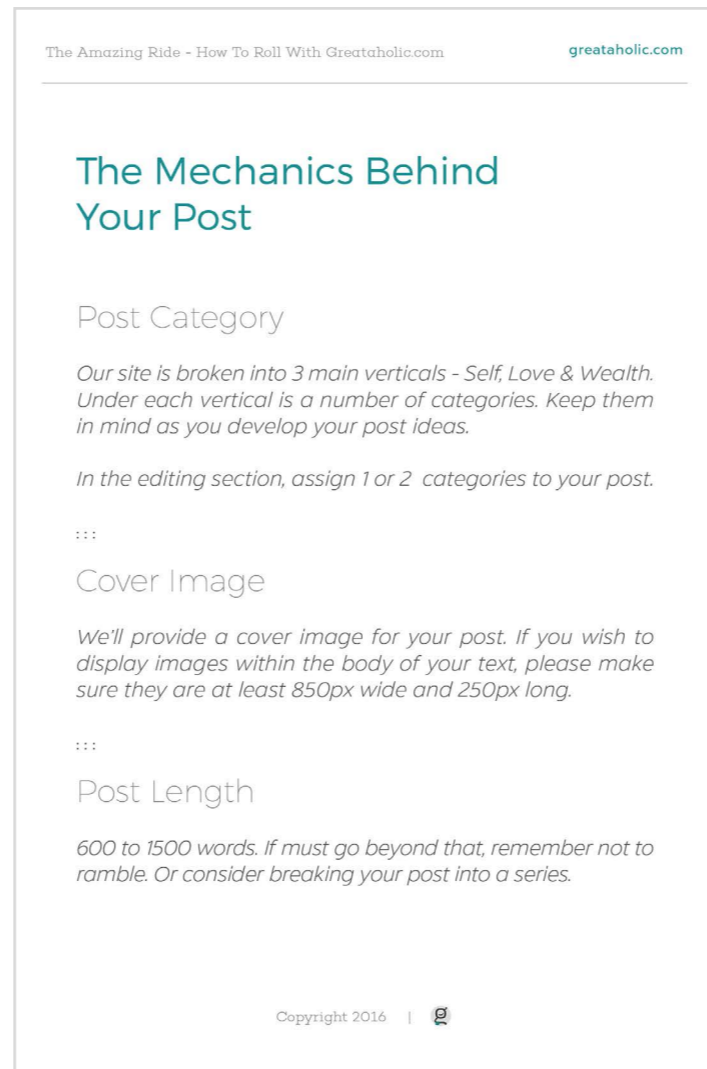 The Amazing Ride - How To Roll With Greataholic.com
greataholic.com
The Mechanics Behind
Your Post
Post Category
Our site is broken into 3 main verticals - Self, Love & Wealth.
Under each vertical is a number of categories. Keep them
in mind as you develop your post ideas.
In the editing section, assign 1 or 2 categories to your post.
:::
Cover Image
We'll provide a cover image for your post. If you wish to
display images within the body of your text, please make
sure they are at least 850px wide and 250px long.
:::
Post Length
600 to 1500 words. If must go beyond that, remember not to
ramble. Or consider breaking your post into a series.
Copyright 2016 | g